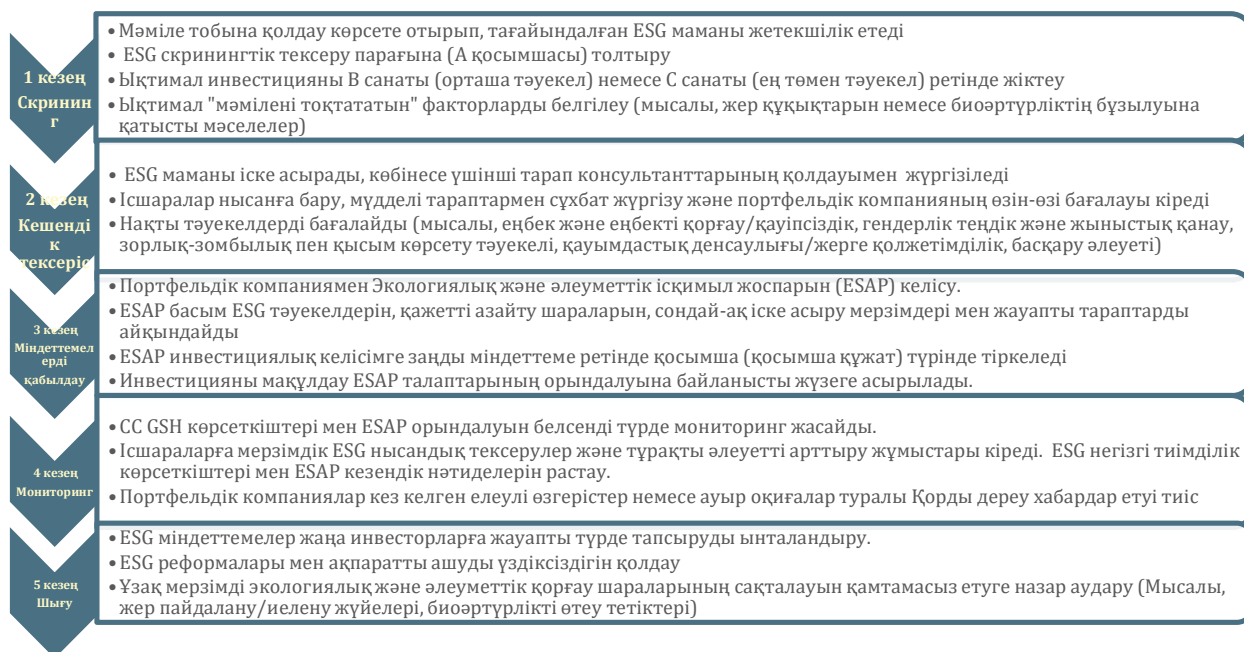 1 кезең
Скринин
г
• Мәміле тобына қолдау көрсете отырып, тағайындалған ESG маманы жетекшілік етеді
• ESG скринингтік тексеру парағына (А қосымшасы) толтыру
• Ықтимал инвестицияны B санаты (орташа тәуекел) немесе C санаты (ең төмен тәуекел) ретінде жіктеу
• Ықтимал "мәмілені тоқтататын" факторларды белгілеу (мысалы, жер құқықтарын немесе биоәртүрліктің бұзылуына
қатысты мәселелер)
2 кезең
Кешенді
к
тексеріс
• ESG маманы іске асырады, көбінесе үшінші тарап консультанттарының қолдауымен жүргізіледі
• Ісшаралар нысанға бару, мүдделі тараптармен сұхбат жүргізу және портфельдік компанияның өзін-өзі бағалауы кіреді
• Нақты тәуекелдерді бағалайды (мысалы, еңбек және еңбекті қорғау/қауіпсіздік, гендерлік теңдік және жыныстық қанау,
зорлық-зомбылық пен қысым көрсету тәуекелі, қауымдастық денсаулығы/жерге қолжетімділік, басқару әлеуеті)
3 кезең
Міндеттемел
ерді
қабылдау
• Портфельдік компаниямен Экологиялық және әлеуметтік ісқимыл жоспарын (ESAP) келісу.
• ESAP басым ESG тәуекелдерін, қажетті азайту шараларын, сондай-ақ іске асыру мерзімдері мен жауапты тараптарды
айқындайды
• ESAP инвестициялық келісімге заңды міндеттеме ретінде қосымша (қосымша құжат) түрінде тіркеледі
• Инвестицияны мақұлдау ESAP талаптарының орындалуына байланысты жүзеге асырылады.
4 кезең
Мониторинг
• CC GSH көрсеткіштері мен ESAP орындалуын белсенді түрде мониторинг жасайды.
• Ісшараларға мерзімдік ESG нысандық тексерулер және тұрақты әлеуетті арттыру жұмыстары кіреді. ESG негізгі тиімділік
көрсеткіштері мен ESAP кезендік нәтиделерін растау.
• Портфельдік компаниялар кез келген елеулі өзгерістер немесе ауыр оқиғалар туралы Қорды дереу хабардар етуі тиіс
5 кезең
Шығу
• ESG міндеттемелер жаңа инвесторларға жауапты түрде тапсыруды ынталандыру.
• ESG реформалары мен ақпаратты ашуды үздіксіздігін қолдау
• Ұзақ мерзімді экологиялық және әлеуметтік қорғау шараларының сақталуын қамтамасыз етуге назар аудару (Мысалы,
жер пайдалану/иелену жүйелері, биоәртүрлікті өтеу тетіктері)